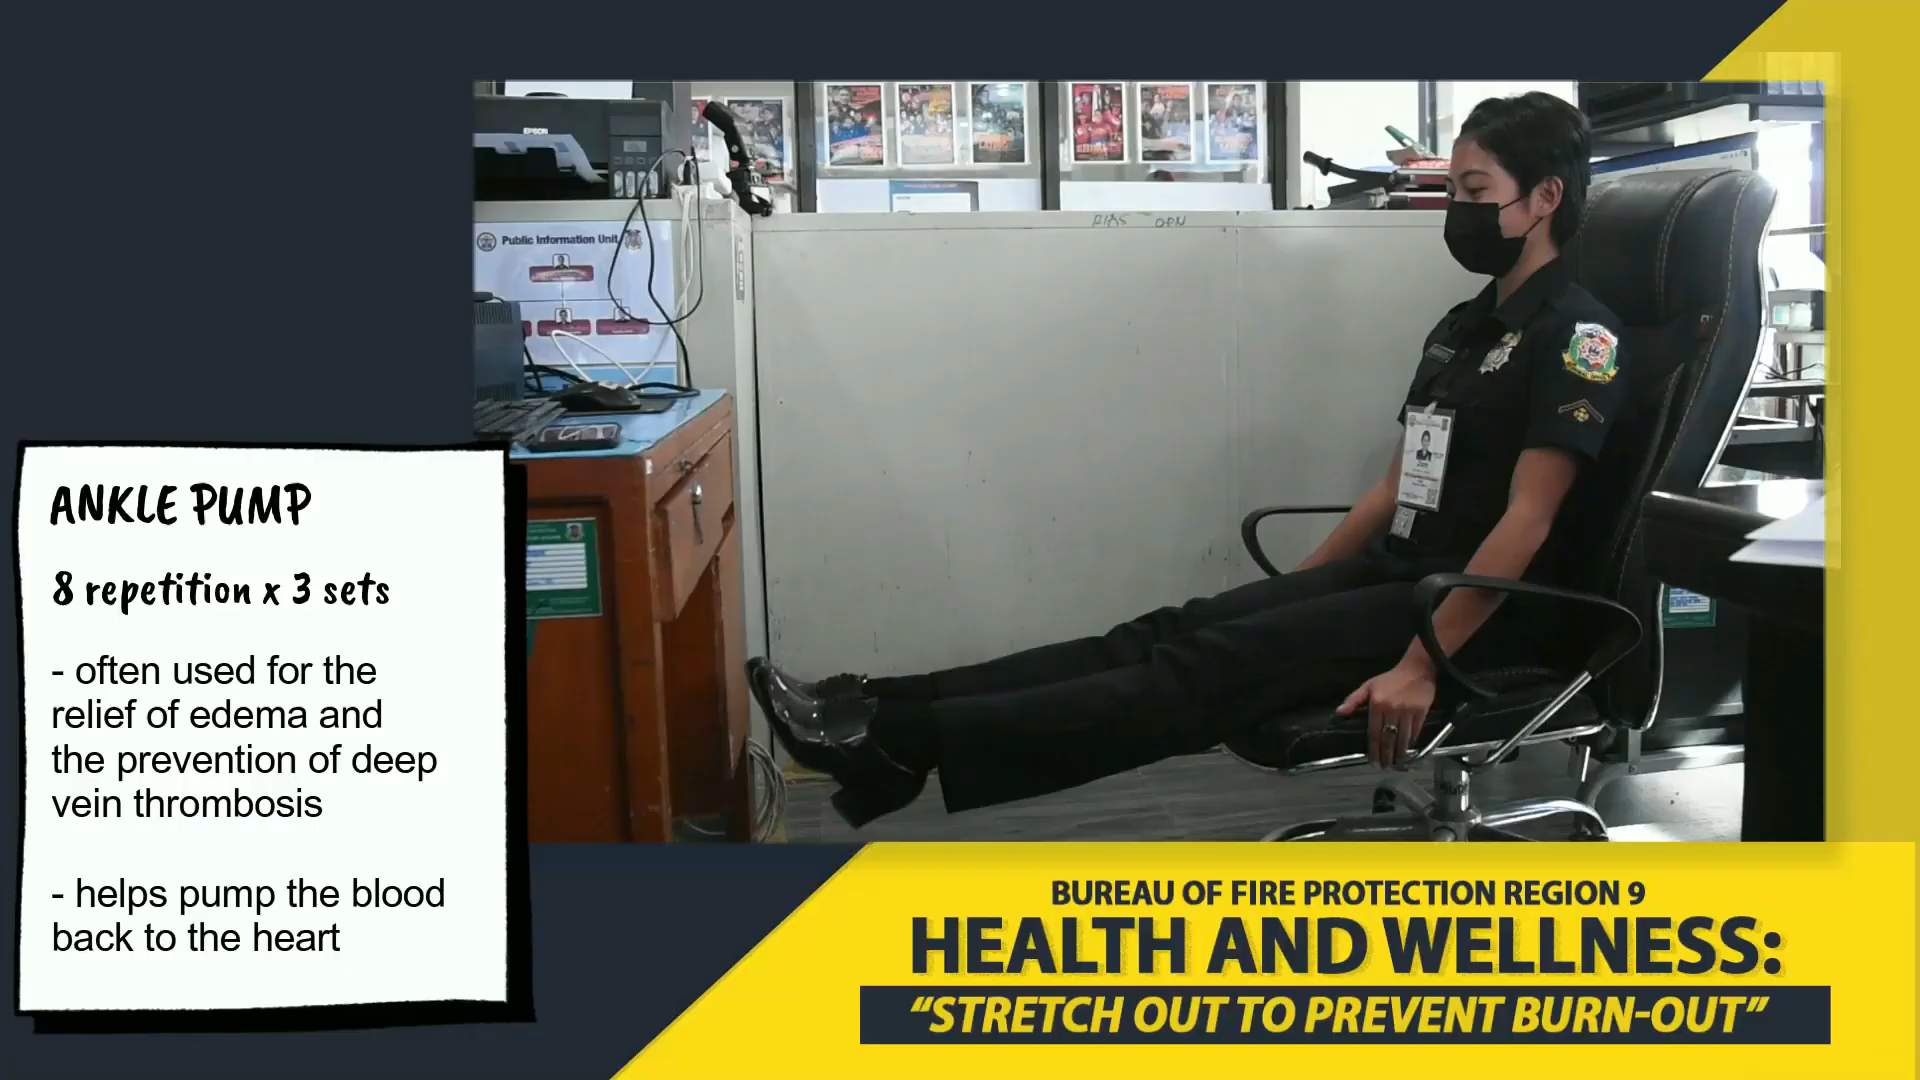 EPSON
Public Information Unit
RIAS OPN
ANKLE PUMP
8 repetition x 3 sets
- often used for the
relief of edema and
the prevention of deep
vein thrombosis
- helps pump the blood
back to the heart
BUREAU OF FIRE PROTECTION REGION 9
HEALTH AND WELLNESS:
“STRETCH OUT TO PREVENT BURN-OUT”